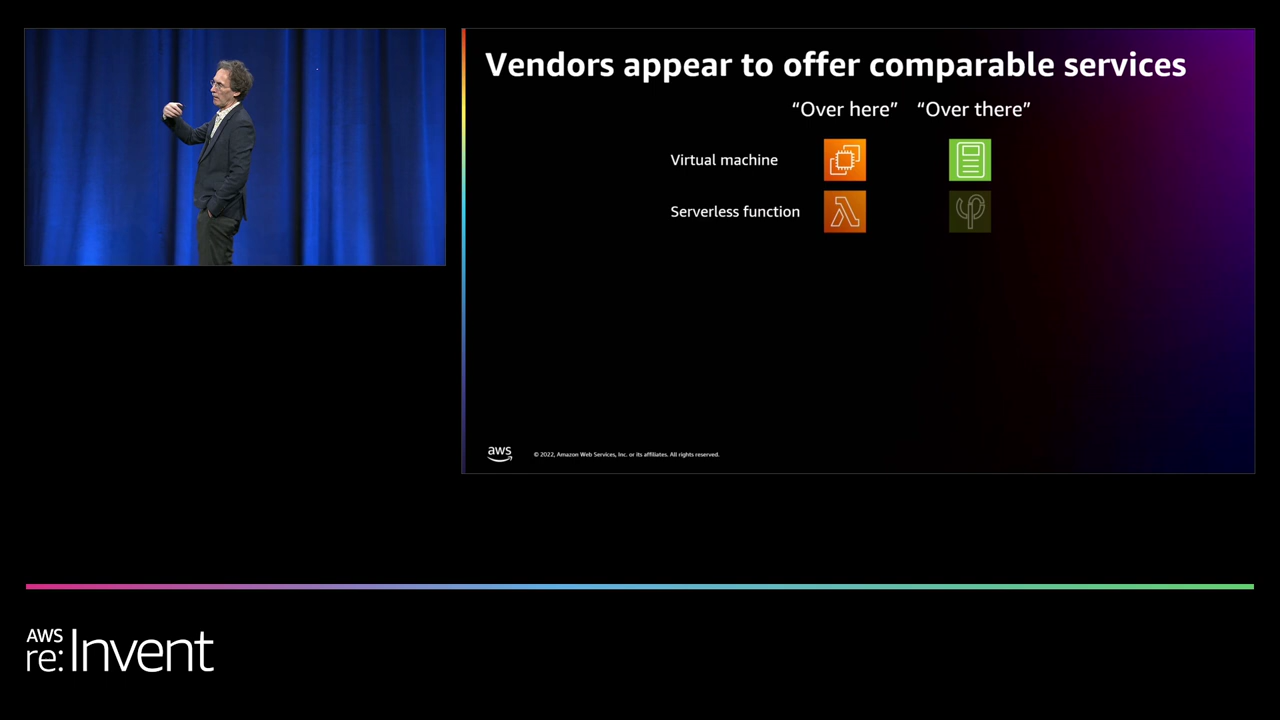 Vendors appear to offer comparable services
“Over here” “Over there”
Virtual machine
Serverless function
aws
© 2022, Amazon Web Services, Inc. or its affiliates. All rights reserved.
AWS
re:Invent